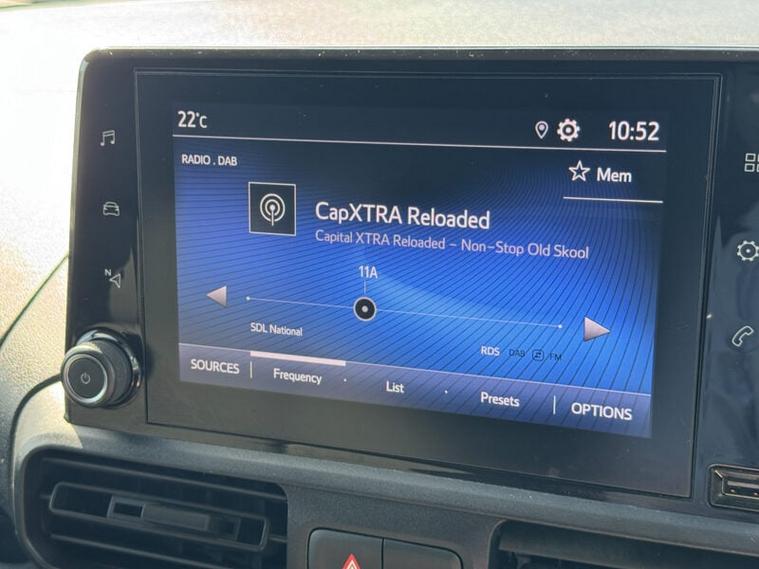 22°C
10:52
RADIO . DAB
Mem
CapXTRA Reloaded
Capital XTRA Reloaded – Non-Stop Old Skool
11A
SDL National
RDS DAB FM
SOURCES
Frequency
List
Presets
OPTIONS
N